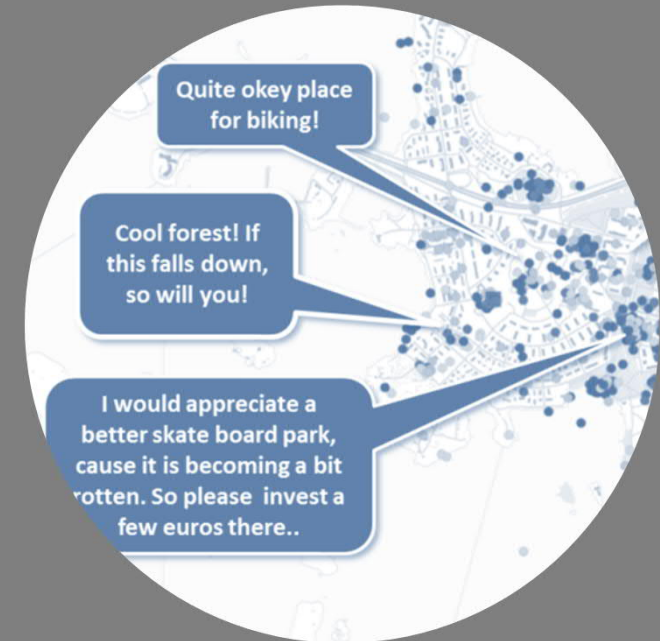 Quite okey place
for biking!
Cool forest! If
this falls down,
so will you!
I would appreciate a
better skate board park,
cause it is becoming a bit
rotten. So please invest a
few euros there..